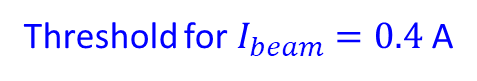 Threshold for I_beam = 0.4 A